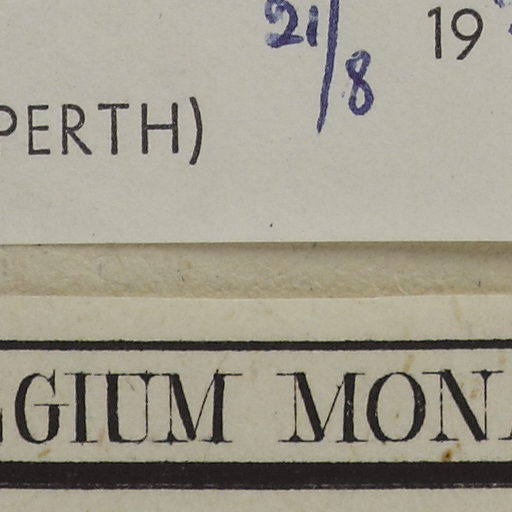 21/8 19
PERTH)
GIUM MON